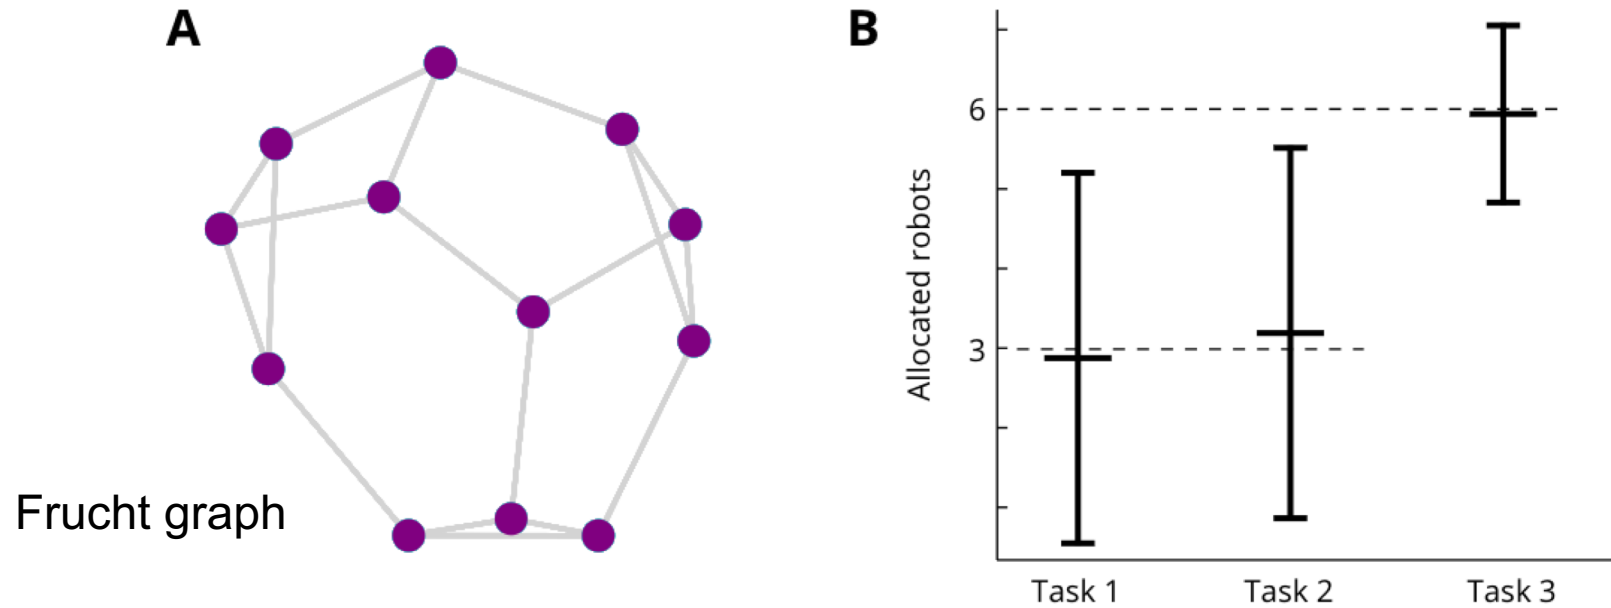 A
Frucht graph
B
Allocated robots
6
3
Task 1
Task 2
Task 3